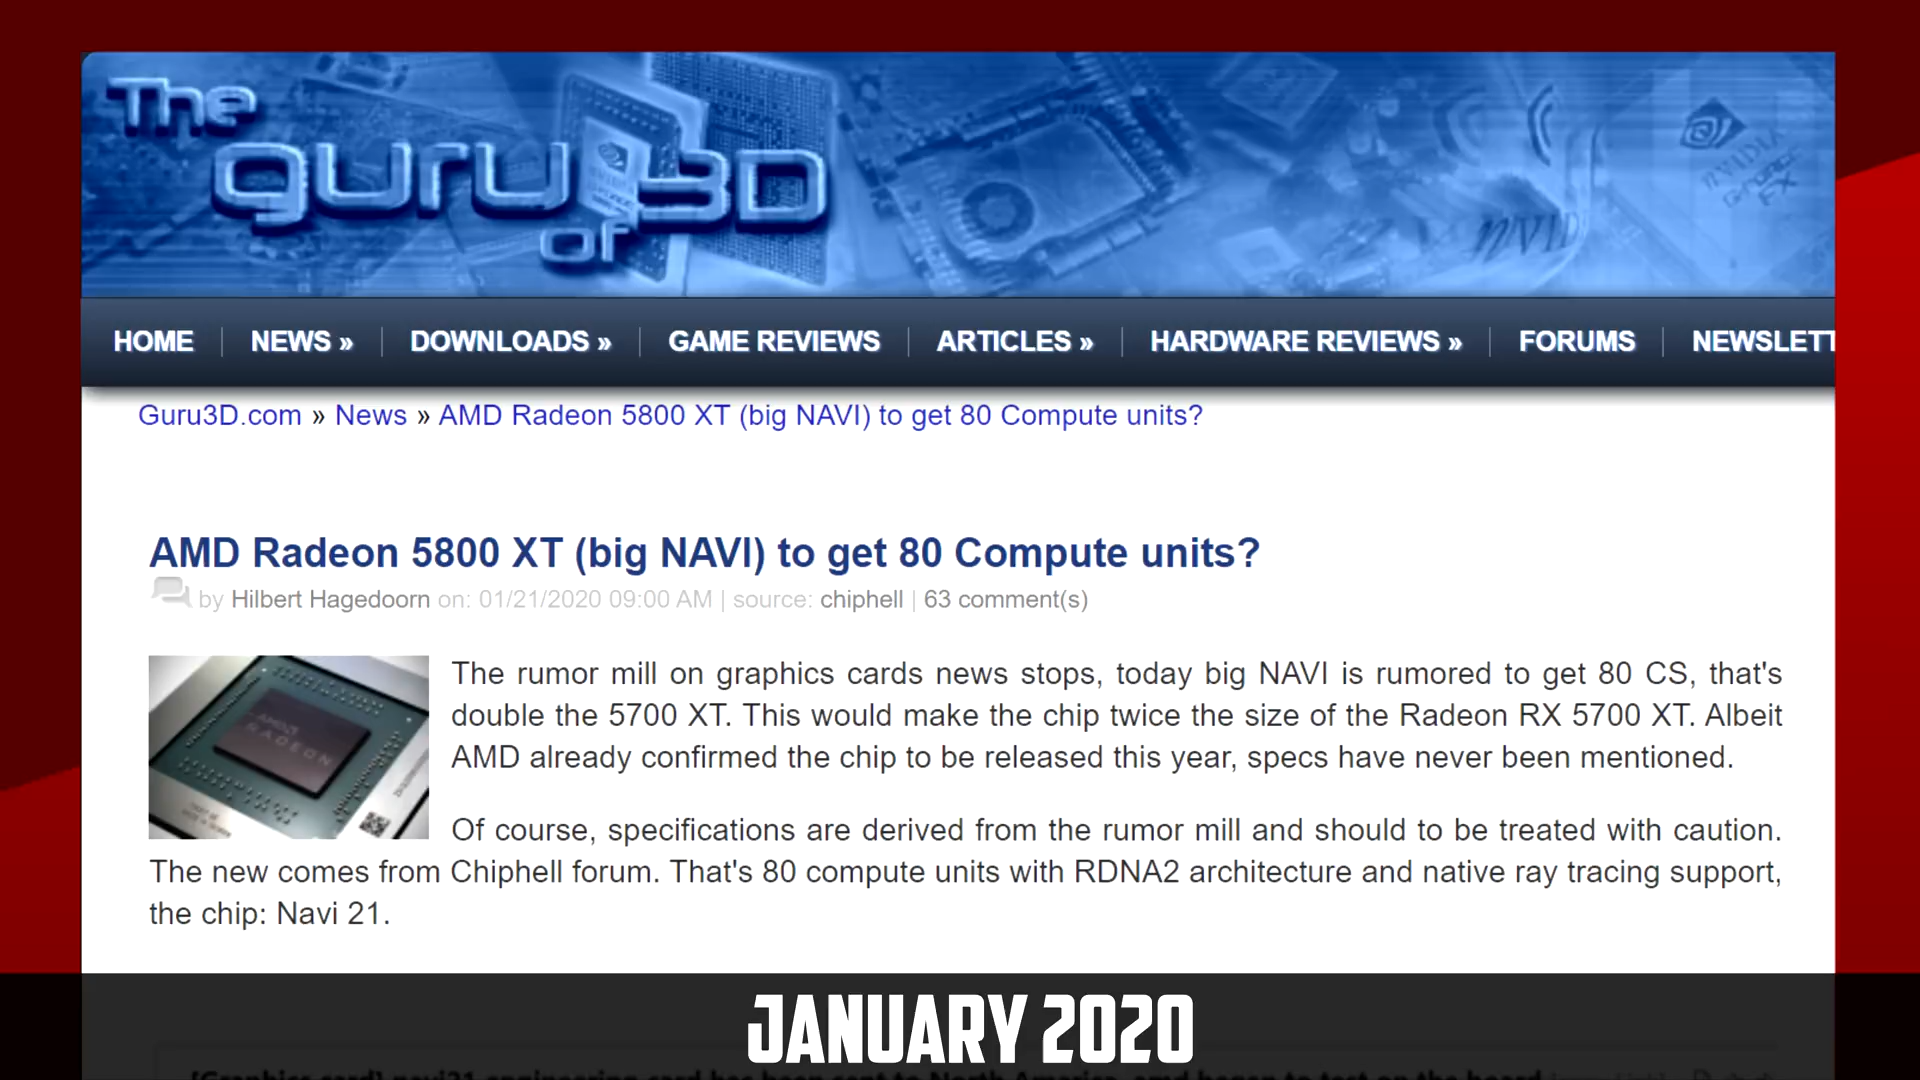 The
guru
of
3D
HOME
NEWS »
DOWNLOADS »
GAME REVIEWS
ARTICLES »
HARDWARE REVIEWS »
FORUMS
NEWSLETT
Guru3D.com » News » AMD Radeon 5800 XT (big NAVI) to get 80 Compute units?
AMD Radeon 5800 XT (big NAVI) to get 80 Compute units?
by Hilbert Hagedoorn on: 01/21/2020 09:00 AM | source: chiphell | 63 comment(s)
AMD
RADEON
The rumor mill on graphics cards news stops, today big NAVI is rumored to get 80 CS, that's
double the 5700 XT. This would make the chip twice the size of the Radeon RX 5700 XT. Albeit
AMD already confirmed the chip to be released this year, specs have never been mentioned.
Of course, specifications are derived from the rumor mill and should to be treated with caution.
The new comes from Chiphell forum. That's 80 compute units with RDNA2 architecture and native ray tracing support,
the chip: Navi 21.
JANUARY 2020